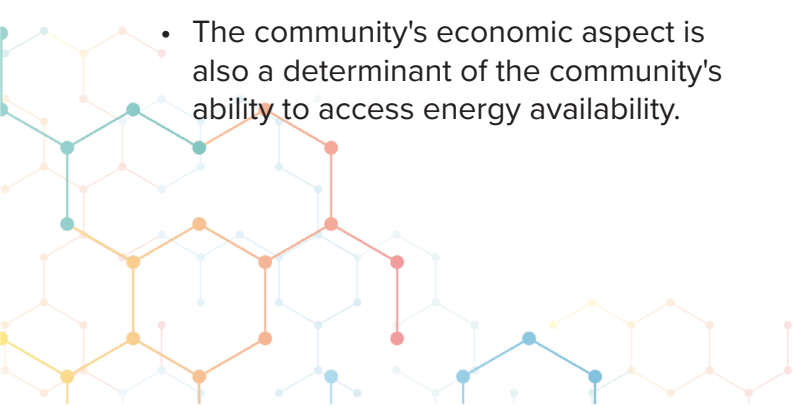 • The community's economic aspect is
also a determinant of the community's
ability to access energy availability.